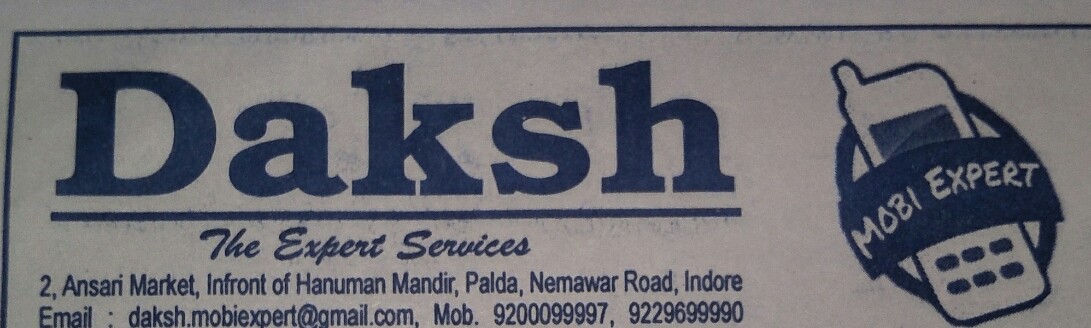 Daksh
The Expert Services
2, Ansari Market, Infront of Hanuman Mandir, Palda, Nemawar Road, Indore
Email : daksh.mobiexpert@gmail.com, Mob. 9200099997, 9229699990
MOBI EXPERT